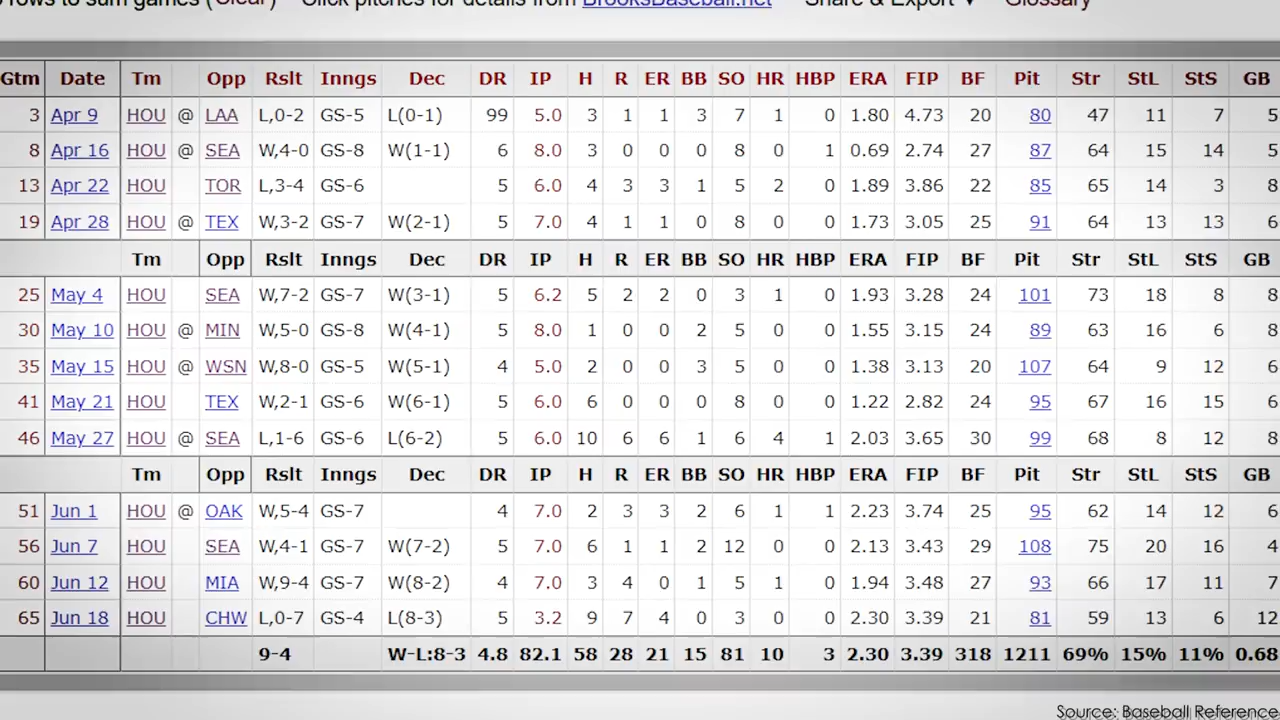 rows to sum games (Clear) Click pitches for details from BrooksBaseball.net Share & Export ▼ Glossary
Gtm Date Tm Opp Rslt Inngs Dec DR IP H R ER BB SO HR HBP ERA FIP BF Pit Str StL StS GB
3 Apr 9 HOU @ LAA L,0-2 GS-5 L(0-1) 99 5.0 3 1 1 3 7 1 0 1.80 4.73 20 80 47 11 7 5
8 Apr 16 HOU @ SEA W,4-0 GS-8 W(1-1) 6 8.0 3 0 0 0 8 0 1 0.69 2.74 27 87 64 15 14 5
13 Apr 22 HOU TOR L,3-4 GS-6 5 6.0 4 3 3 1 5 2 0 1.89 3.86 22 85 65 14 3 8
19 Apr 28 HOU @ TEX W,3-2 GS-7 W(2-1) 5 7.0 4 1 1 0 8 0 0 1.73 3.05 25 91 64 13 13 6
Tm Opp Rslt Inngs Dec DR IP H R ER BB SO HR HBP ERA FIP BF Pit Str StL StS GB
25 May 4 HOU SEA W,7-2 GS-7 W(3-1) 5 6.2 5 2 2 0 3 1 0 1.93 3.28 24 101 73 18 8 8
30 May 10 HOU @ MIN W,5-0 GS-8 W(4-1) 5 8.0 1 0 0 2 5 0 0 1.55 3.15 24 89 63 16 6 8
35 May 15 HOU @ WSN W,8-0 GS-5 W(5-1) 4 5.0 2 0 0 3 5 0 0 1.38 3.13 20 107 64 9 12 6
41 May 21 HOU TEX W,2-1 GS-6 W(6-1) 5 6.0 6 0 0 0 8 0 0 1.22 2.82 24 95 67 16 15 6
46 May 27 HOU @ SEA L,1-6 GS-6 L(6-2) 5 6.0 10 6 6 1 6 4 1 2.03 3.65 30 99 68 8 12 8
Tm Opp Rslt Inngs Dec DR IP H R ER BB SO HR HBP ERA FIP BF Pit Str StL StS GB
51 Jun 1 HOU @ OAK W,5-4 GS-7 4 7.0 2 3 3 2 6 1 1 2.23 3.74 25 95 62 14 12 6
56 Jun 7 HOU SEA W,4-1 GS-7 W(7-2) 5 7.0 6 1 1 2 12 0 0 2.13 3.43 29 108 75 20 16 4
60 Jun 12 HOU MIA W,9-4 GS-7 W(8-2) 4 7.0 3 4 0 1 5 1 0 1.94 3.48 27 93 66 17 11 7
65 Jun 18 HOU CHW L,0-7 GS-4 L(8-3) 5 3.2 9 7 4 0 3 0 0 2.30 3.39 21 81 59 13 6 12
9-4 W-L:8-3 4.8 82.1 58 28 21 15 81 10 3 2.30 3.39 318 1211 69% 15% 11% 0.68
Source: Baseball Reference